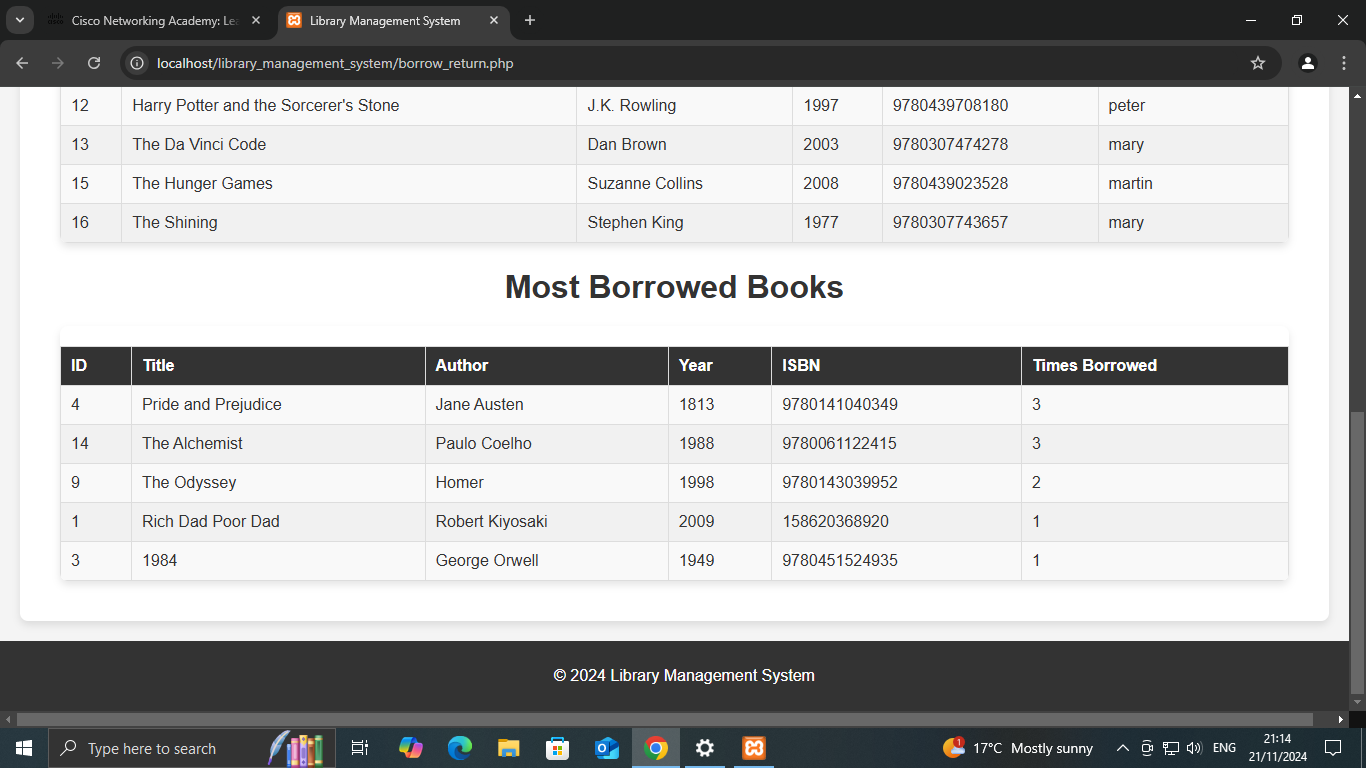 Cisco Networking Academy: Lea
Library Management System
localhost/library_management_system/borrow_return.php
12 Harry Potter and the Sorcerer's Stone J.K. Rowling 1997 9780439708180 peter
13 The Da Vinci Code Dan Brown 2003 9780307474278 mary
15 The Hunger Games Suzanne Collins 2008 9780439023528 martin
16 The Shining Stephen King 1977 9780307743657 mary
Most Borrowed Books
ID Title Author Year ISBN Times Borrowed
4 Pride and Prejudice Jane Austen 1813 9780141040349 3
14 The Alchemist Paulo Coelho 1988 9780061122415 3
9 The Odyssey Homer 1998 9780143039952 2
1 Rich Dad Poor Dad Robert Kiyosaki 2009 158620368920 1
3 1984 George Orwell 1949 9780451524935 1
© 2024 Library Management System
Type here to search
1
17°C Mostly sunny
ENG
21:14
21/11/2024